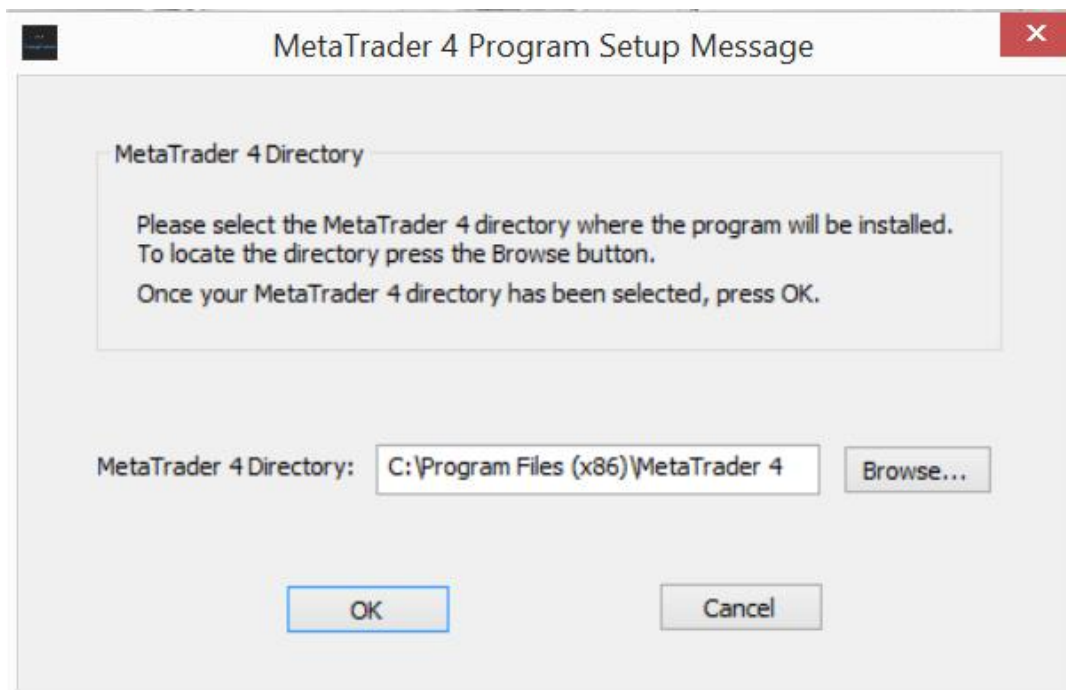 MetaTrader 4 Program Setup Message
MetaTrader 4 Directory
Please select the MetaTrader 4 directory where the program will be installed.
To locate the directory press the Browse button.
Once your MetaTrader 4 directory has been selected, press OK.
MetaTrader 4 Directory: C:\Program Files (x86)\MetaTrader 4 Browse...
OK Cancel